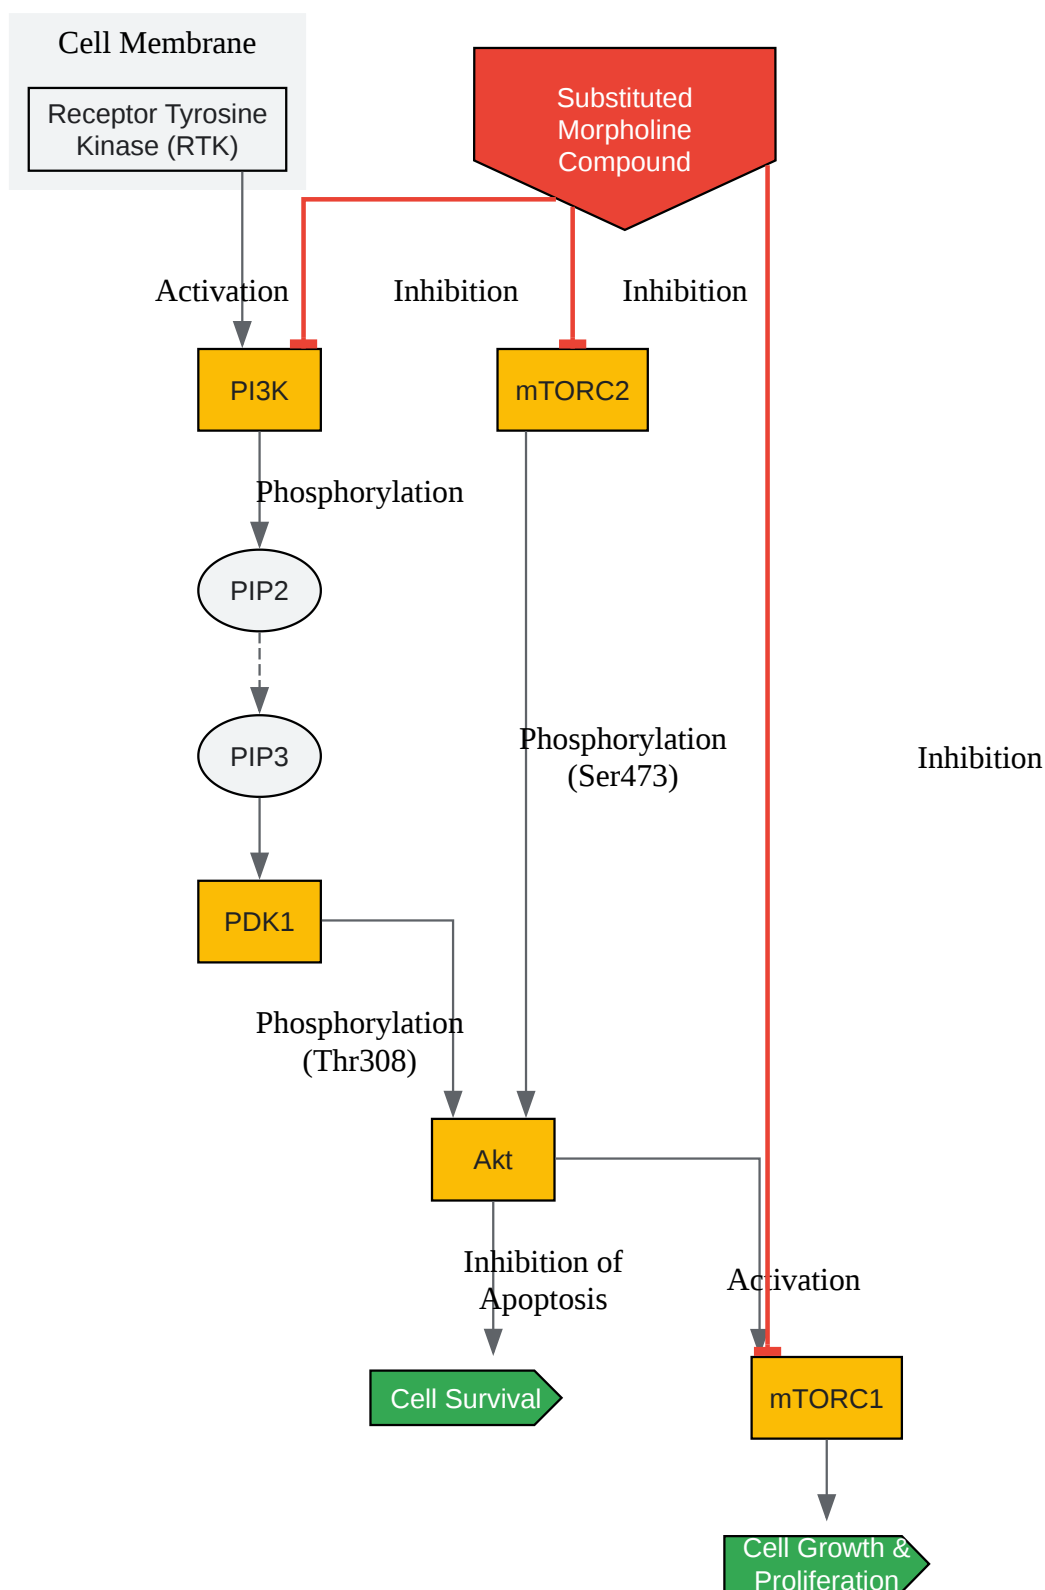 Cell Membrane
Receptor Tyrosine
Kinase (RTK)
Substituted
Morpholine
Compound
Activation
Inhibition
Inhibition
PI3K
mTORC2
Phosphorylation
PIP2
Phosphorylation
(Ser473)
Inhibition
PIP3
PDK1
Phosphorylation
(Thr308)
Akt
Inhibition of
Apoptosis
Activation
Cell Survival
mTORC1
Cell Growth &
Proliferation